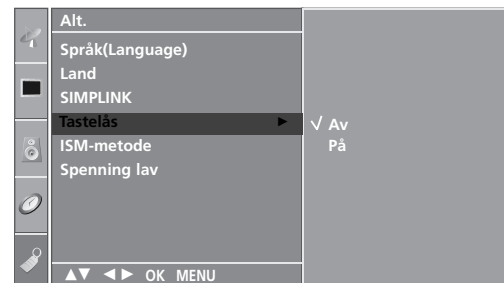 Alt.
Språk(Language)
Land
SIMPLINK
Tastelås ►
ISM-metode
Spenning lav
√ Av
På
▲▼ ◄► OK MENU